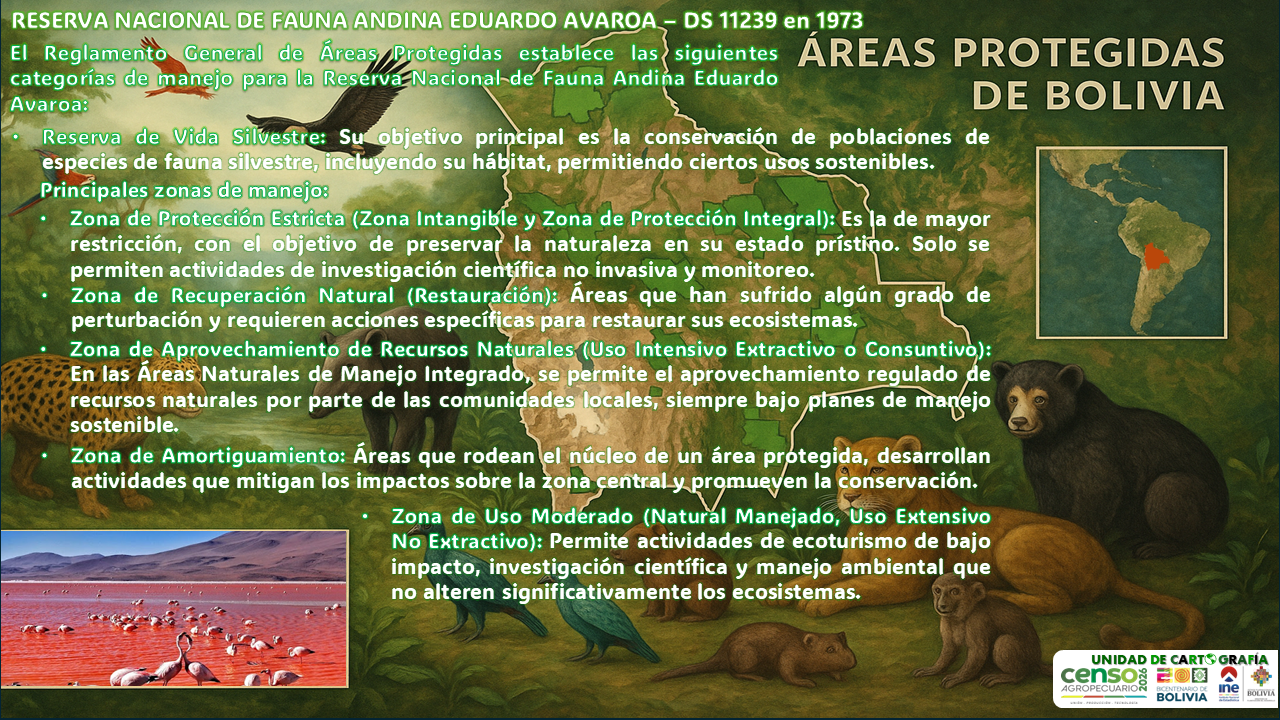 RESERVA NACIONAL DE FAUNA ANDINA EDUARDO AVAROA – DS 11239 en 1973
ÁREAS PROTEGIDAS
DE BOLIVIA
El Reglamento General de Áreas Protegidas establece las siguientes
categorías de manejo para la Reserva Nacional de Fauna Andina Eduardo
Avaroa:
• Reserva de Vida Silvestre: Su objetivo principal es la conservación de poblaciones de
especies de fauna silvestre, incluyendo su hábitat, permitiendo ciertos usos sostenibles.
Principales zonas de manejo:
• Zona de Protección Estricta (Zona Intangible y Zona de Protección Integral): Es la de mayor
restricción, con el objetivo de preservar la naturaleza en su estado prístino. Solo se
permiten actividades de investigación científica no invasiva y monitoreo.
• Zona de Recuperación Natural (Restauración): Áreas que han sufrido algún grado de
perturbación y requieren acciones específicas para restaurar sus ecosistemas.
• Zona de Aprovechamiento de Recursos Naturales (Uso Intensivo Extractivo o Consuntivo):
En las Áreas Naturales de Manejo Integrado, se permite el aprovechamiento regulado de
recursos naturales por parte de las comunidades locales, siempre bajo planes de manejo
sostenible.
• Zona de Amortiguamiento: Áreas que rodean el núcleo de un área protegida, desarrollan
actividades que mitigan los impactos sobre la zona central y promueven la conservación.
• Zona de Uso Moderado (Natural Manejado, Uso Extensivo
No Extractivo): Permite actividades de ecoturismo de bajo
impacto, investigación científica y manejo ambiental que
no alteren significativamente los ecosistemas.
UNIDAD DE CARTOGRAFÍA
censo
AGROPECUARIO
2026
BICENTENARIO DE
BOLIVIA
ine
BOLIVIA